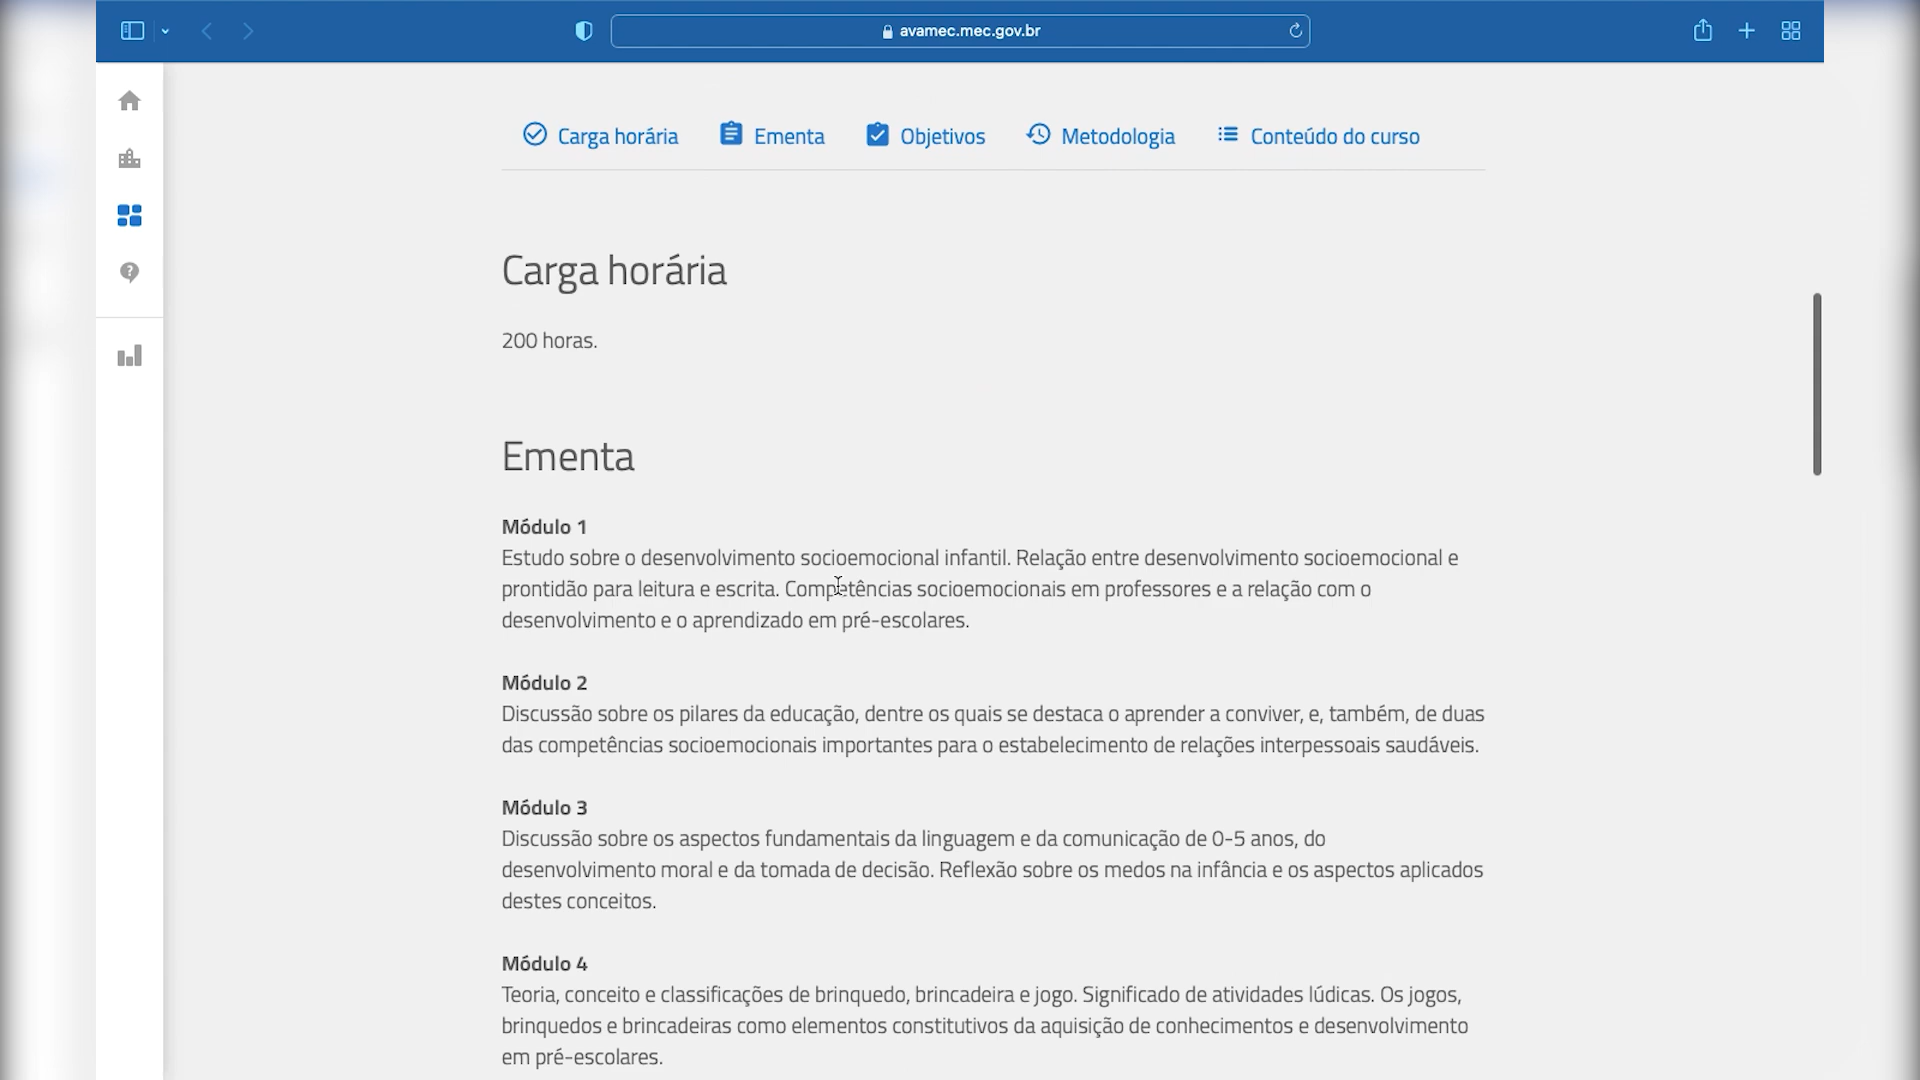 avamec.mec.gov.br
Carga horária
Ementa
Objetivos
Metodologia
Conteúdo do curso
Carga horária
200 horas.
Ementa
Módulo 1
Estudo sobre o desenvolvimento socioemocional infantil. Relação entre desenvolvimento socioemocional e
prontidão para leitura e escrita. Competências socioemocionais em professores e a relação com o
desenvolvimento e o aprendizado em pré-escolares.
Módulo 2
Discussão sobre os pilares da educação, dentre os quais se destaca o aprender a conviver, e, também, de duas
das competências socioemocionais importantes para o estabelecimento de relações interpessoais saudáveis.
Módulo 3
Discussão sobre os aspectos fundamentais da linguagem e da comunicação de 0-5 anos, do
desenvolvimento moral e da tomada de decisão. Reflexão sobre os medos na infância e os aspectos aplicados
destes conceitos.
Módulo 4
Teoria, conceito e classificações de brinquedo, brincadeira e jogo. Significado de atividades lúdicas. Os jogos,
brinquedos e brincadeiras como elementos constitutivos da aquisição de conhecimentos e desenvolvimento
em pré-escolares.